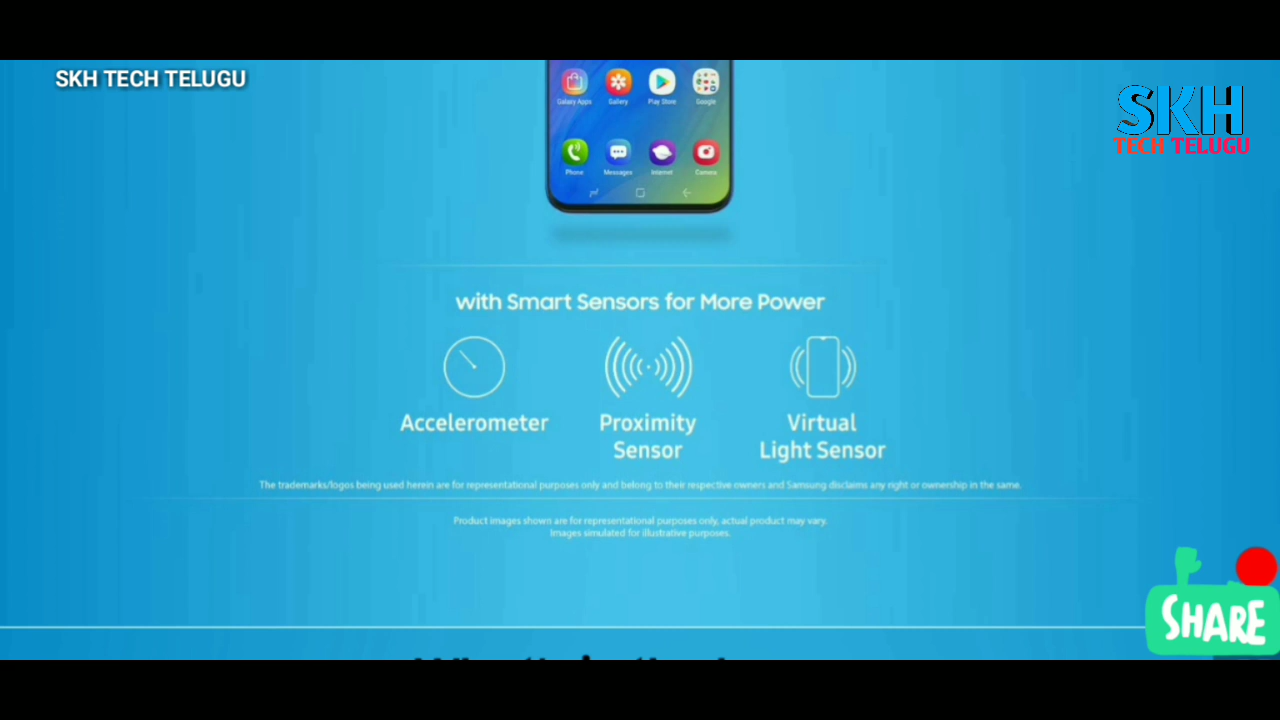 SKH TECH TELUGU
SKH
TECH TELUGU
Galaxy Apps Gallery Play Store Google
Phone Messages Internet Camera
with Smart Sensors for More Power
Accelerometer
Proximity
Sensor
Virtual
Light Sensor
The trademarks/logos being used herein are for representational purposes only and belong to their respective owners and Samsung disclaims any right or ownership in the same.
Product images shown are for representational purposes only, actual product may vary.
Images simulated for illustrative purposes.
SHARE